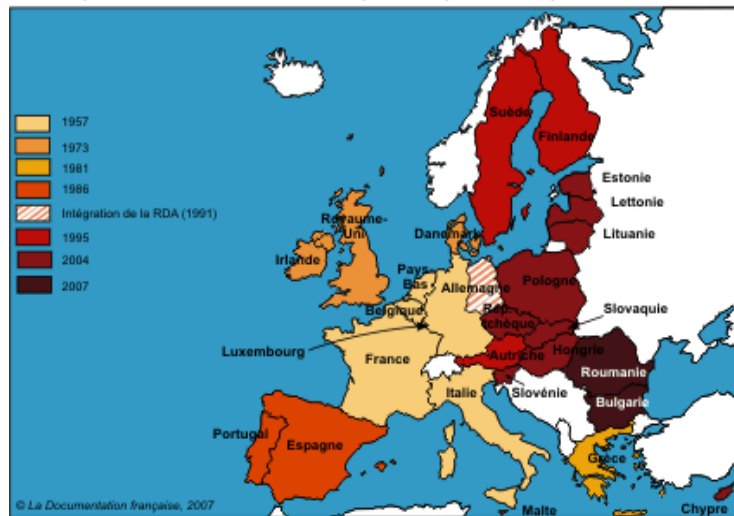 1957
1973
1981
1986
Intégration de la RDA (1991)
1995
2004
2007
Suède
Finlande
Estonie
Lettonie
Lituanie
Royaume-
Uni
Danemark
Irlande
Pays
Bas
Allemagne
Pologne
Belgique
Rép.
tchèque
Slovaquie
Luxembourg
France
Autriche
Hongrie
Roumanie
Italie
Slovénie
Bulgarie
Portugal
Espagne
Grèce
Malte
Chypre
© La Documentation française, 2007